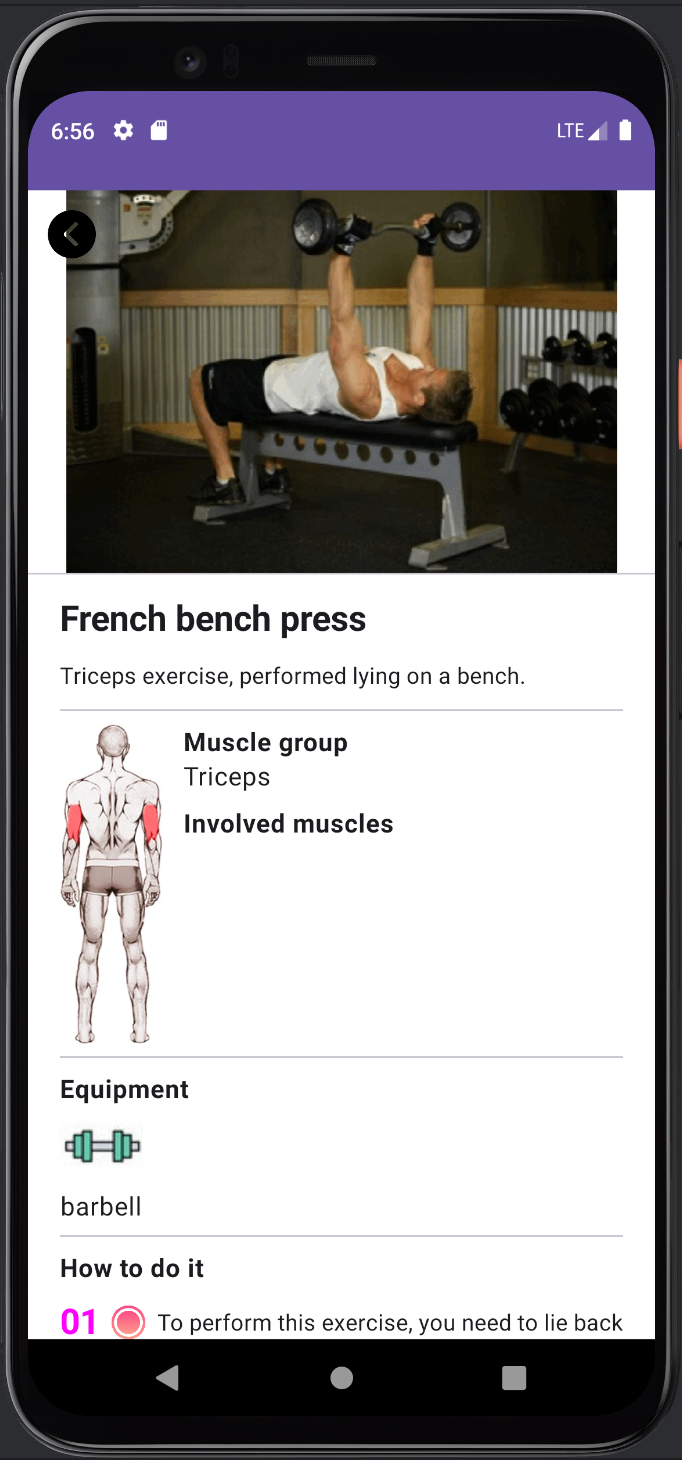 6:56 LTE
French bench press
Triceps exercise, performed lying on a bench.
Muscle group
Triceps
Involved muscles
Equipment
barbell
How to do it
01 To perform this exercise, you need to lie back